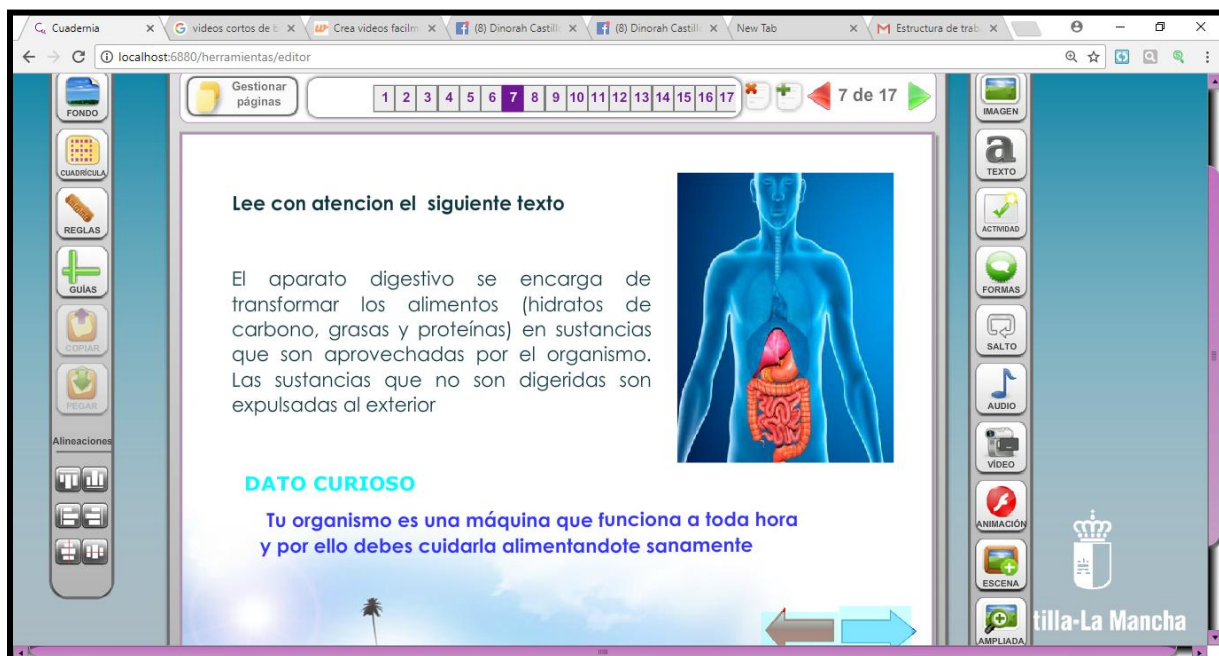 Cuadernia
videos cortos de E
Crea videos facilm
(8) Dinorah Castill
(8) Dinorah Castill
New Tab
Estructura de trab
localhost:6880/herramientas/editor
FONDO
CUADRÍCULA
REGLAS
GUÍAS
COPIAR
PEGAR
Alineaciones
Gestionar
páginas
1 2 3 4 5 6 7 8 9 10 11 12 13 14 15 16 17
7 de 17
Lee con atencion el siguiente texto
El aparato digestivo se encarga de
transformar los alimentos (hidratos de
carbono, grasas y proteínas) en sustancias
que son aprovechadas por el organismo.
Las sustancias que no son digeridas son
expulsadas al exterior
DATO CURIOSO
Tu organismo es una máquina que funciona a toda hora
y por ello debes cuidarla alimentandote sanamente
IMAGEN
a
TEXTO
ACTIVIDAD
FORMAS
SALTO
AUDIO
VÍDEO
ANIMACIÓN
ESCENA
AMPLIADA
tilla-La Mancha